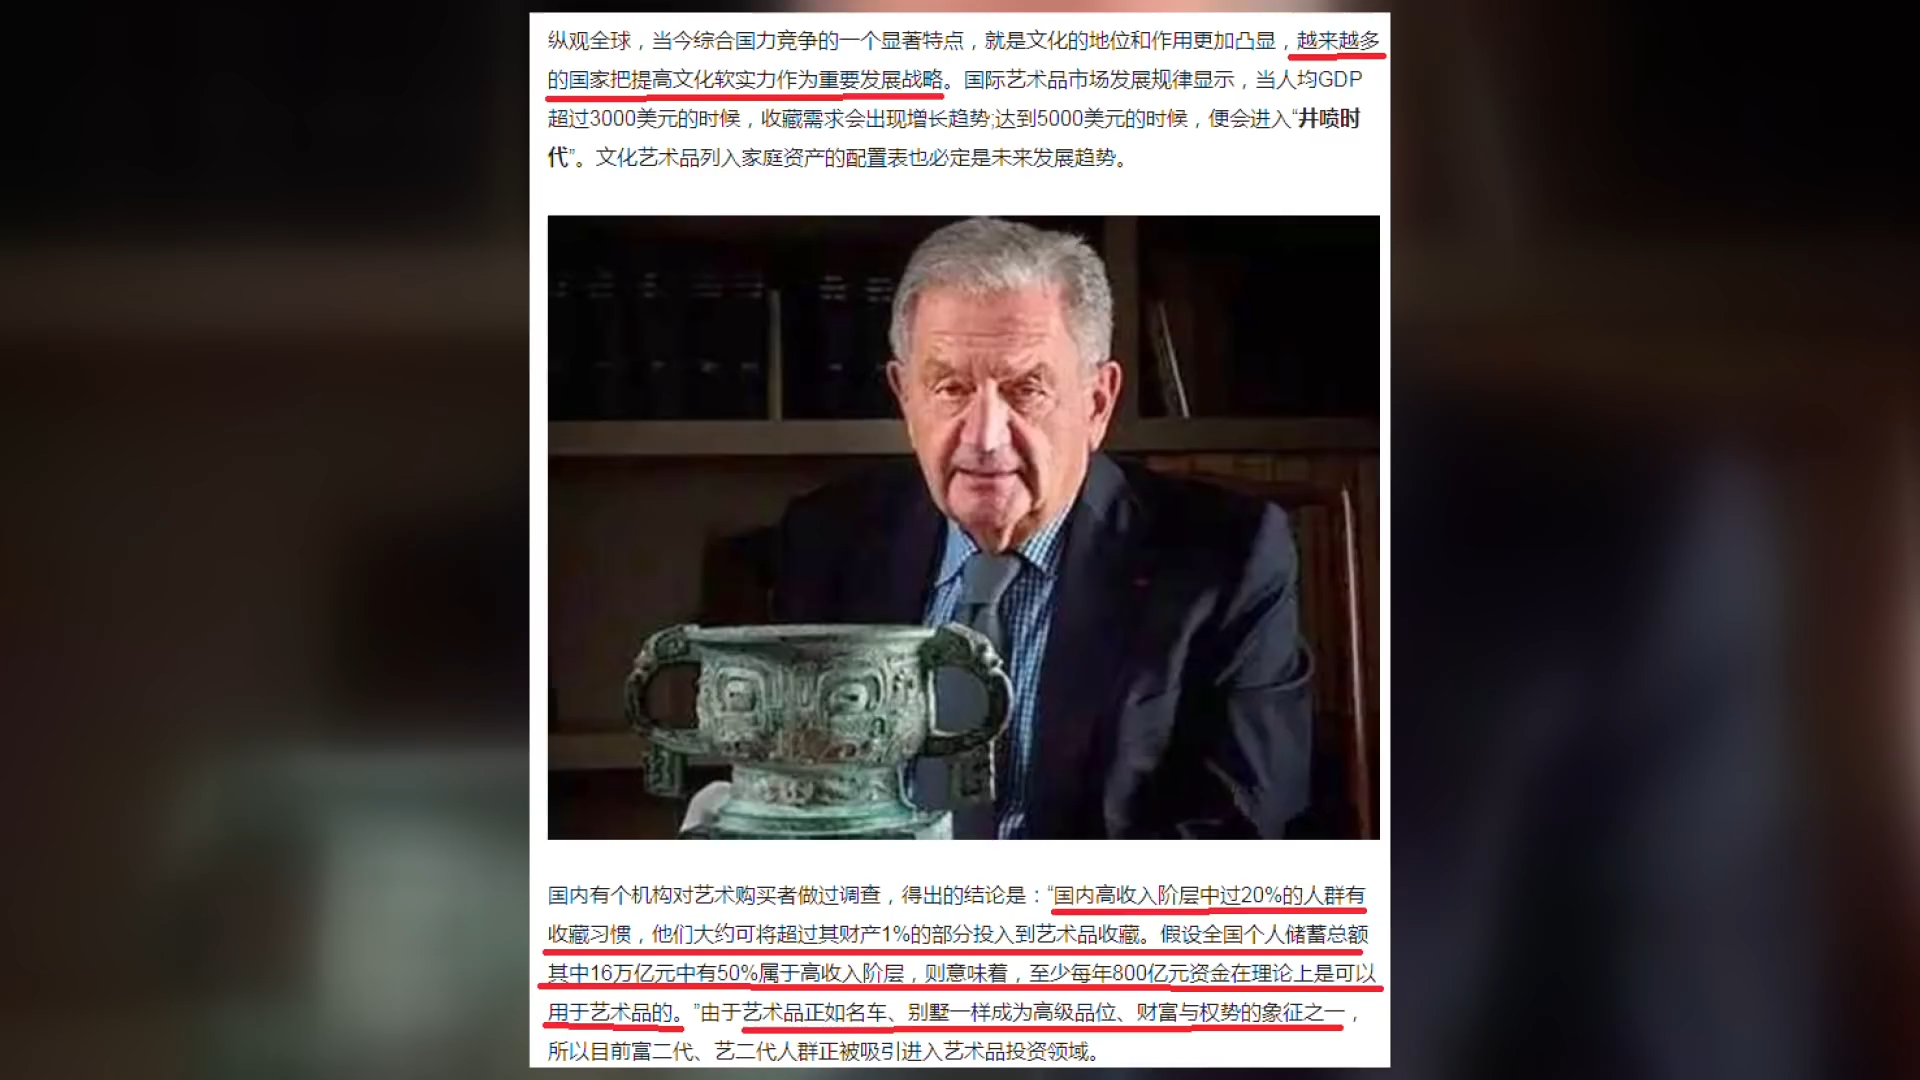 纵观全球，当今综合国力竞争的一个显著特点，就是文化的地位和作用更加凸显，越来越多
的国家把提高文化软实力作为重要发展战略。国际艺术品市场发展规律显示，当人均GDP
超过3000美元的时候，收藏需求会出现增长趋势;达到5000美元的时候，便会进入“井喷时
代”。文化艺术品列入家庭资产的配置表也必定是未来发展趋势。
国内有个机构对艺术购买者做过调查，得出的结论是：“国内高收入阶层中过20%的人群有
收藏习惯，他们大约可将超过其财产1%的部分投入到艺术品收藏。假设全国个人储蓄总额
其中16万亿元中有50%属于高收入阶层，则意味着，至少每年800亿元资金在理论上是可以
用于艺术品的。”由于艺术品正如名车、别墅一样成为高级品位、财富与权势的象征之一，
所以目前富二代、艺二代人群正被吸引进入艺术品投资领域。